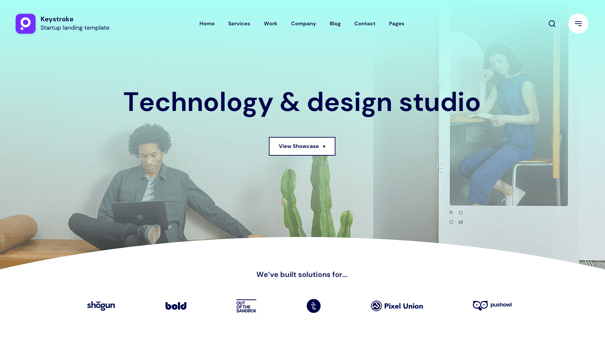 Keystroke
Startup landing template
Home Services Work Company Blog Contact Pages
Technology & design studio
View Showcase
R O
O M
We've built solutions for...
shōgun
bold
OUT
OF THE
SANDBOX
t
Pixel Union
pushowl